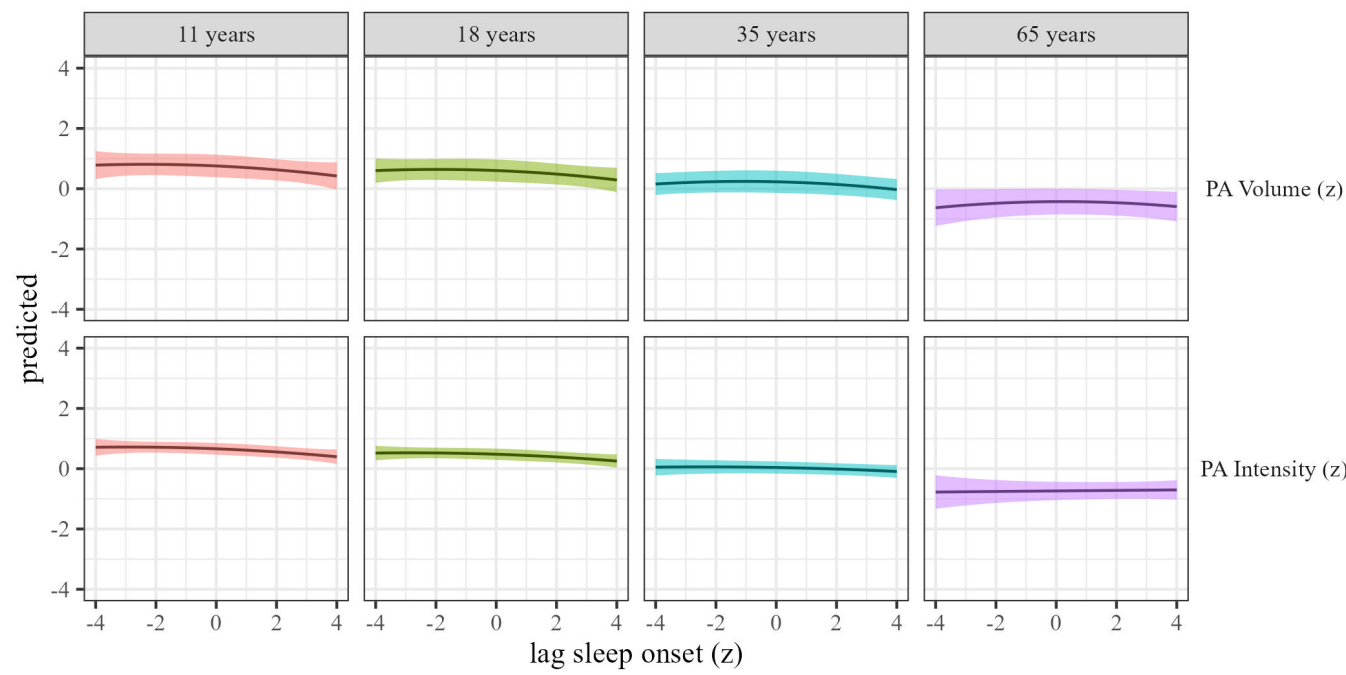 11 years 18 years 35 years 65 years
4
2
0
-2
-4
PA Volume (z)
predicted
4
2
0
-2
-4
PA Intensity (z)
-4 -2 0 2 4 -4 -2 0 2 4 -4 -2 0 2 4 -4 -2 0 2 4
lag sleep onset (z)